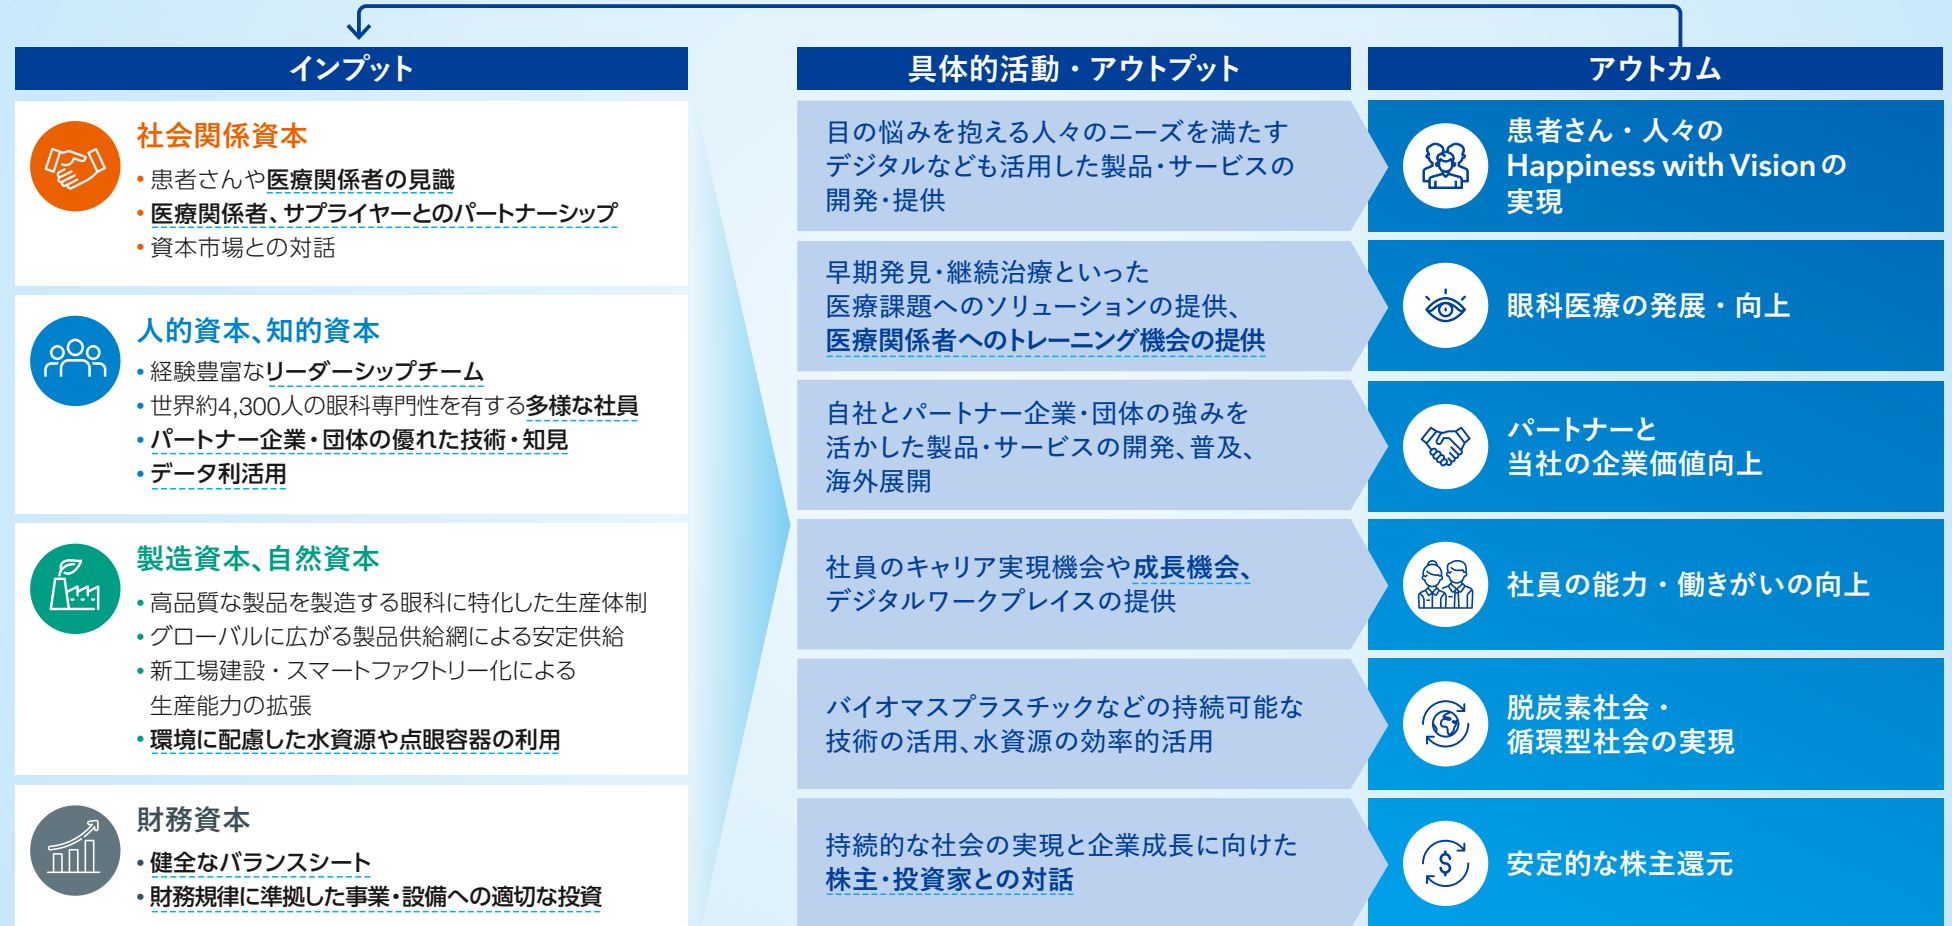 インプット
社会関係資本
• 患者さんや医療関係者の見識
• 医療関係者、サプライヤーとのパートナーシップ
• 資本市場との対話
人的資本、知的資本
• 経験豊富なリーダーシップチーム
• 世界約4,300人の眼科専門性を有する多様な社員
• パートナー企業・団体の優れた技術・知見
• データ利活用
製造資本、自然資本
• 高品質な製品を製造する眼科に特化した生産体制
• グローバルに広がる製品供給網による安定供給
• 新工場建設・スマートファクトリー化による
生産能力の拡張
• 環境に配慮した水資源や点眼容器の利用
財務資本
• 健全なバランスシート
• 財務規律に準拠した事業・設備への適切な投資
具体的活動・アウトプット
目の悩みを抱える人々のニーズを満たす
デジタルなども活用した製品・サービスの
開発・提供
早期発見・継続治療といった
医療課題へのソリューションの提供、
医療関係者へのトレーニング機会の提供
自社とパートナー企業・団体の強みを
活かした製品・サービスの開発、普及、
海外展開
社員のキャリア実現機会や成長機会、
デジタルワークプレイスの提供
バイオマスプラスチックなどの持続可能な
技術の活用、水資源の効率的活用
持続的な社会の実現と企業成長に向けた
株主・投資家との対話
アウトカム
患者さん・人々の
Happiness with Visionの
実現
眼科医療の発展・向上
パートナーと
当社の企業価値向上
社員の能力・働きがいの向上
脱炭素社会・
循環型社会の実現
$
安定的な株主還元